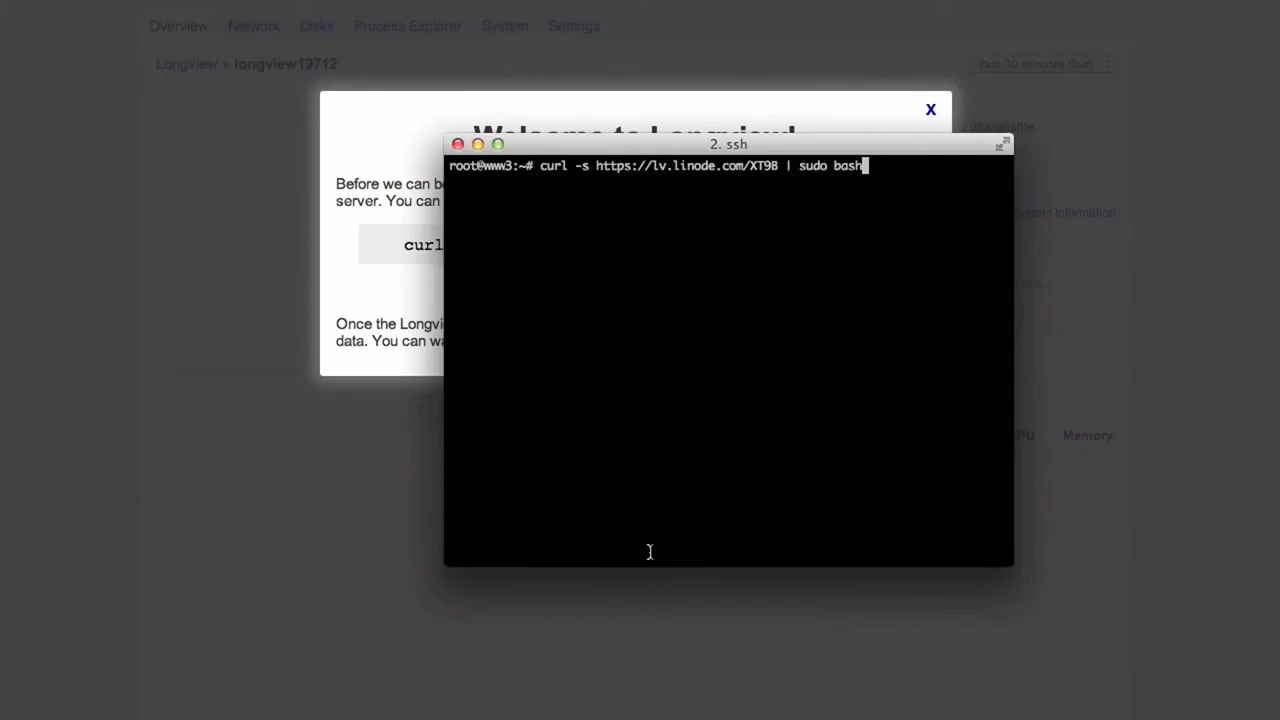 Overview Network Disks Process Explorer System Settings
Longview » longview19712
Past 30 minutes (live)
X
Welcome to Longview!
unavailable.
2. ssh
root@www3:~# curl -s https://lv.linode.com/XT9B | sudo bash
Before we can be
server. You can
System Information
curl
Once the Longvi
data. You can wa
Memory